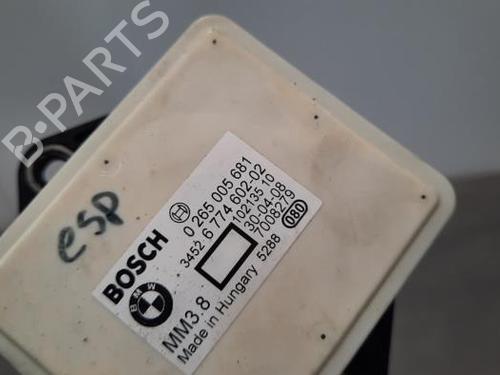 B-PARTS
esp
BOSCH
0 265 005 681
3452 6 774 602-02
10213510
30-04-08
7008279
080
BMW
MM3.8
Made in Hungary 5288